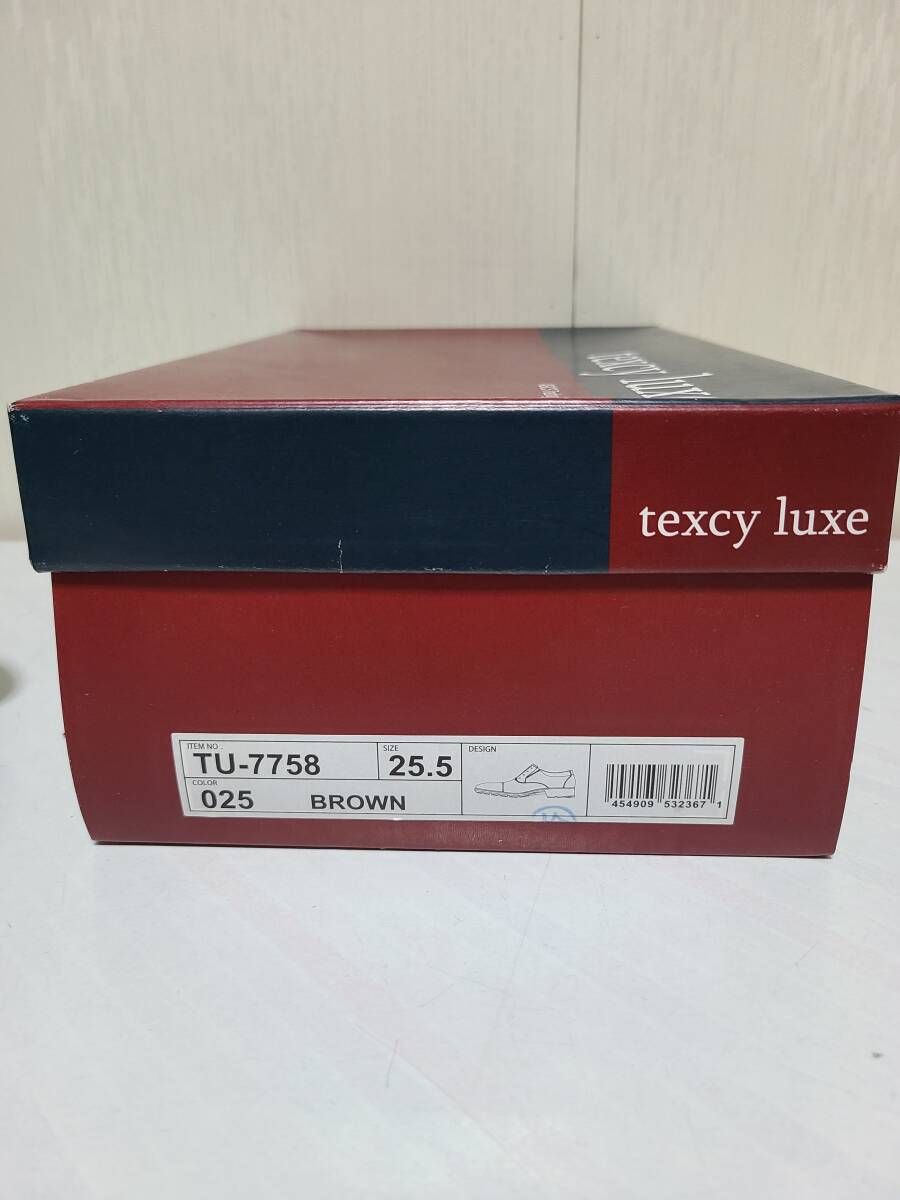 texcy luxe
texcy luxe
ITEM NO.
TU-7758
SIZE
25.5
DESIGN
COLOR
025 BROWN
454909 532367 1